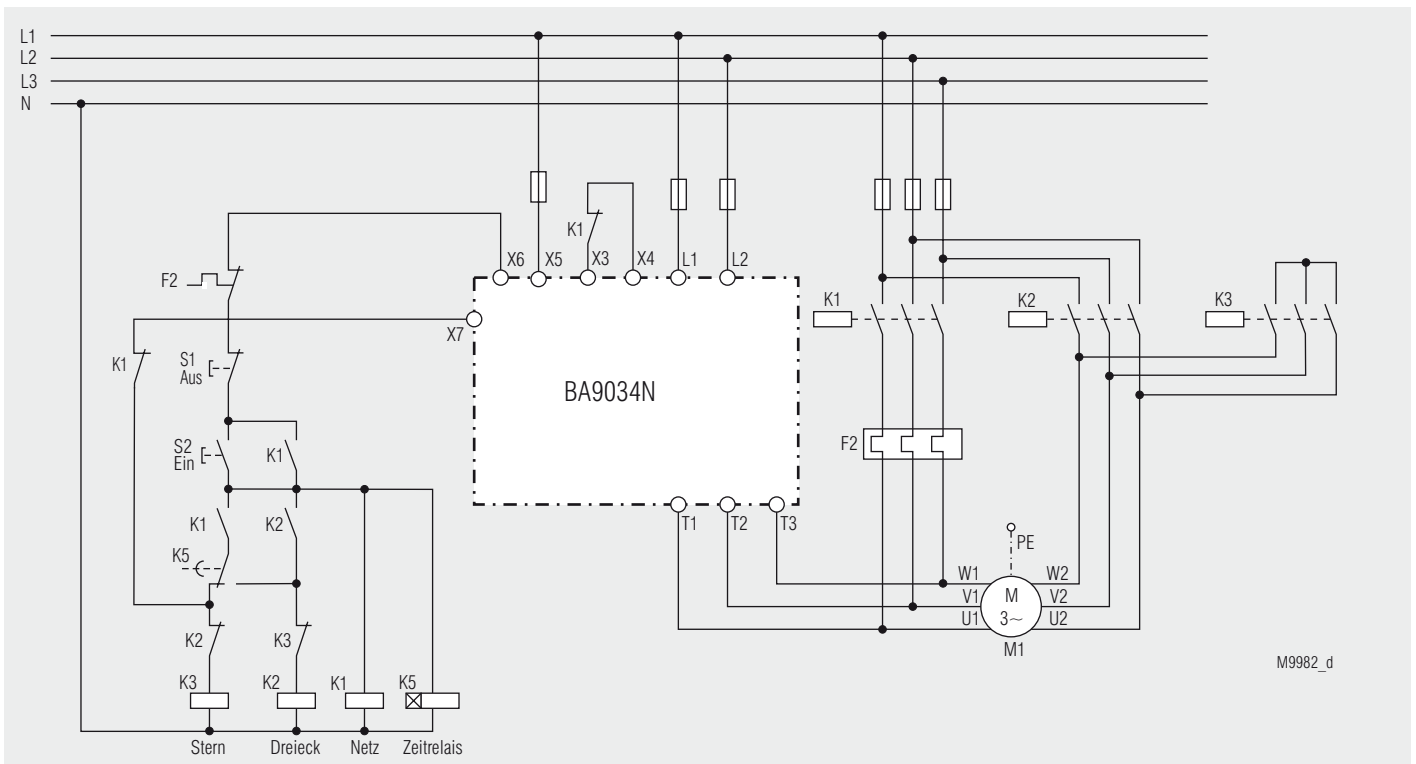 L1
L2
L3
N
K1
X6
X5
X3
X4
L1
L2
F2
K1
K2
K3
X7
K1
S1
Aus
BA9034N
S2
Ein
K1
F2
K1
K2
T1
T2
T3
K5
PE
W1
W2
V1
M
V2
U1
3~
U2
K2
K3
M1
M9982_d
K3
K2
K1
K5
Stern
Dreieck
Netz
Zeitrelais